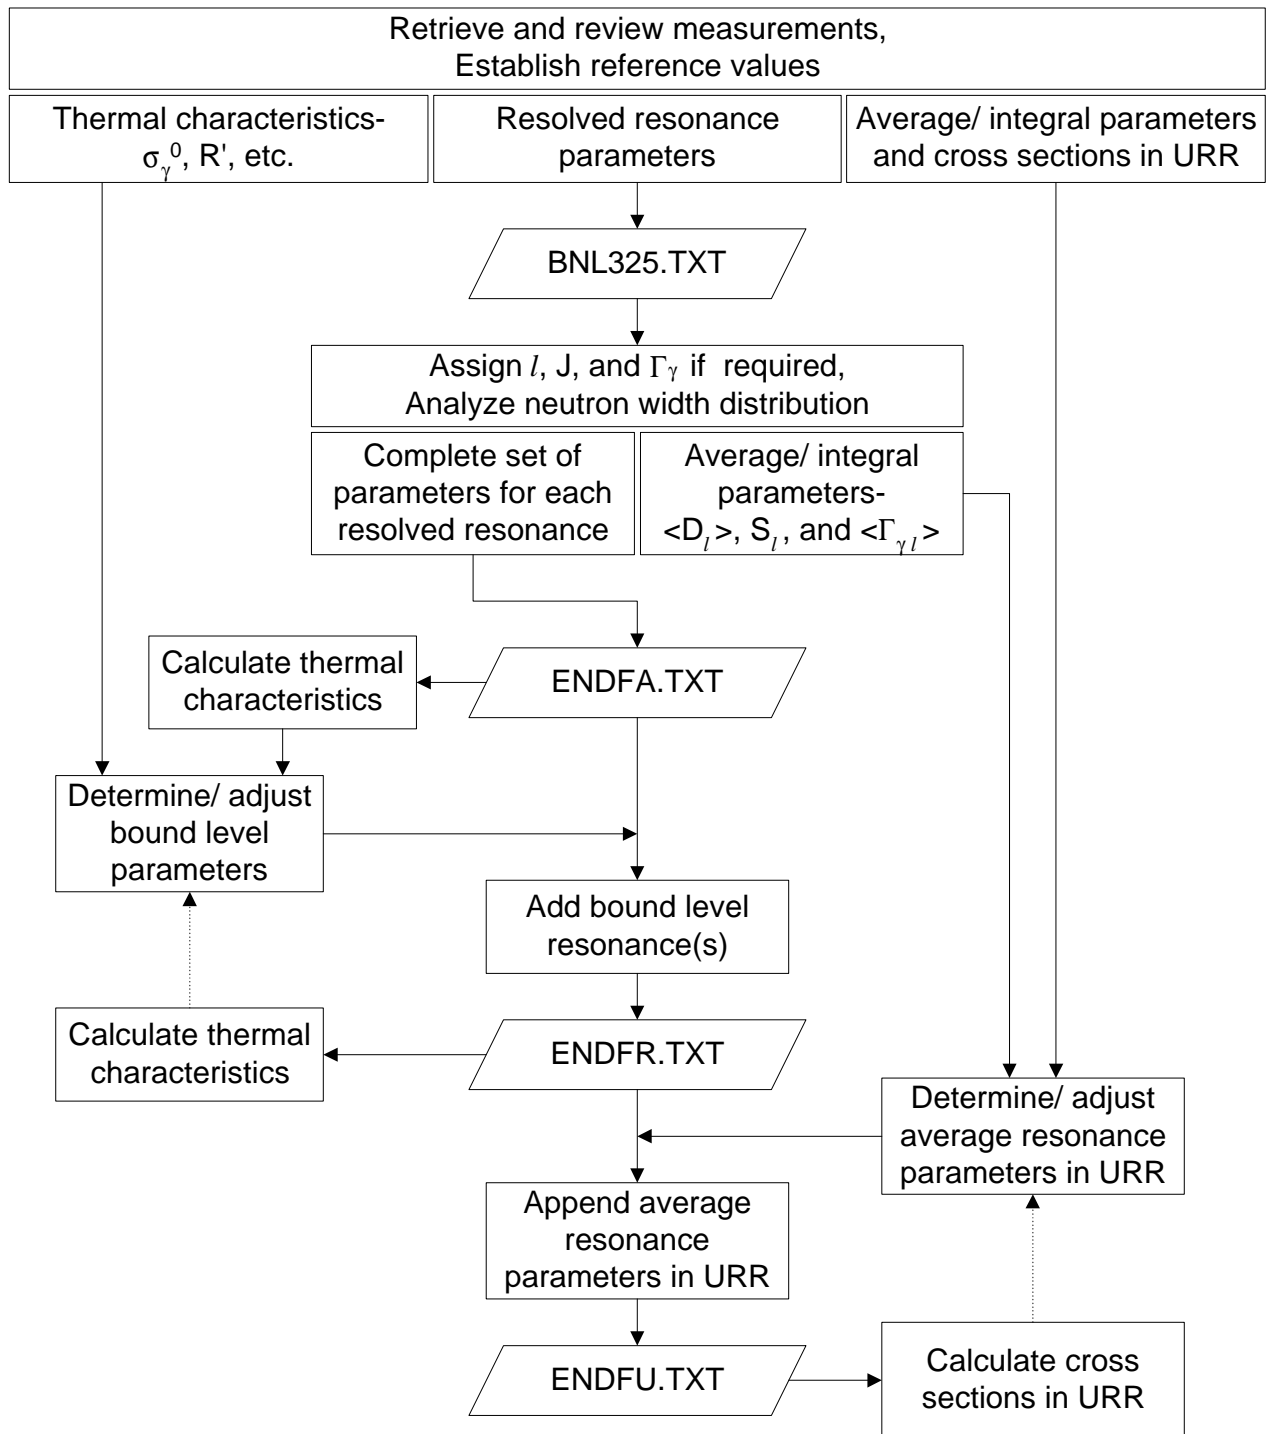 Retrieve and review measurements,
Establish reference values
Thermal characteristics-
σγ⁰, R', etc.
Resolved resonance
parameters
Average/ integral parameters
and cross sections in URR
BNL325.TXT
Assign l, J, and Γγ if required,
Analyze neutron width distribution
Complete set of
parameters for each
resolved resonance
Average/ integral
parameters-
<Dl>, Sl, and <Γγl>
Calculate thermal
characteristics
ENDFA.TXT
Determine/ adjust
bound level
parameters
Add bound level
resonance(s)
Calculate thermal
characteristics
ENDFR.TXT
Determine/ adjust
average resonance
parameters in URR
Append average
resonance
parameters in URR
ENDFU.TXT
Calculate cross
sections in URR